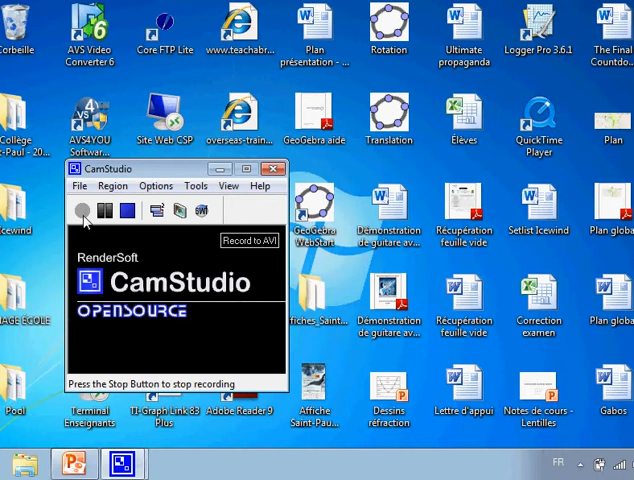 Corbeille
AVS Video
Converter 6
Core FTP Lite
www.teachabr...
Plan
présentation - ...
Rotation
Ultimate
propaganda
Logger Pro 3.6.1
The Final
Countdo...
Collège
t-Paul - 20...
AVS4YOU
Softwar...
Site Web CSP
overseas-train...
GeoGebra aide
Translation
Élèves
QuickTime
Player
Plan
CamStudio
File Region Options Tools View Help
Record to AVI
RenderSoft
CamStudio
OPENSOURCE
Press the Stop Button to stop recording
Icewind
GeoGebra
WebStart
Démonstration
de guitare av...
Récupération
feuille vide
Setlist Icewind
Plan globa
AGE ÉCOLE
ffiches_Saint...
Démonstration
de guitare av...
Récupération
feuille vide
Correction
examen
Plan globa
Pool
Terminal
Enseignants
TI-Graph Link 83
Plus
Adobe Reader 9
Affiche
Saint-Pau...
Dessins
réfraction
Lettre d'appui
Notes de cours -
Lentilles
Gabos
FR